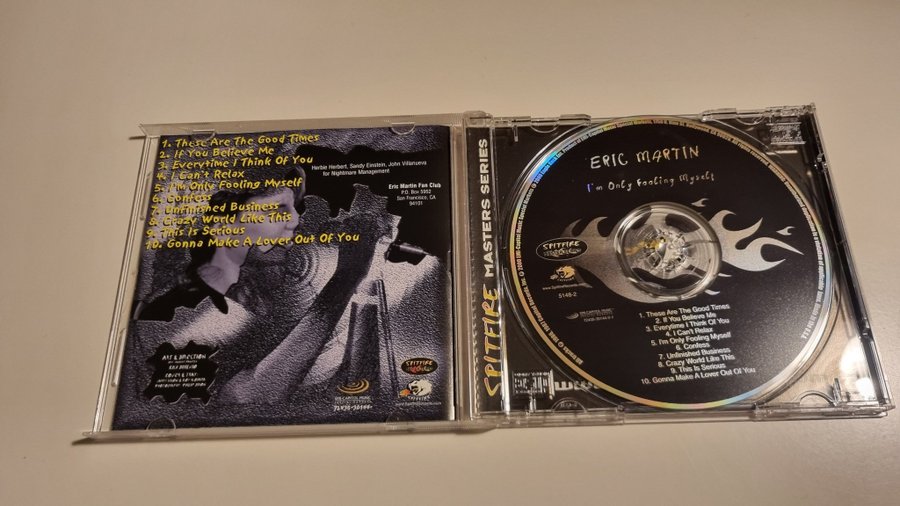 1. These Are The Good Times
2. If You Believe Me
3. Everytime I Think Of You
4. I Can't Relax
5. I'm Only Fooling Myself
6. Confess
7. Unfinished Business
8. Crazy World Like This
9. This Is Serious
10. Gonna Make A Lover Out Of You
Herbie Herbert, Sandy Einstein, John Villanueva
for Nightmare Management
Eric Martin Fan Club
P.O. Box 5952
San Francisco, CA
94101
ART & DIRECTION
SPITFIRE
SPITFIRE MASTERS SERIES
ERIC MARTIN
I'm Only Fooling Myself
SPITFIRE
5148-2
1. These Are The Good Times
2. If You Believe Me
3. Everytime I Think Of You
4. I Can't Relax
5. I'm Only Fooling Myself
6. Confess
7. Unfinished Business
8. Crazy World Like This
9. This Is Serious
10. Gonna Make A Lover Out Of You